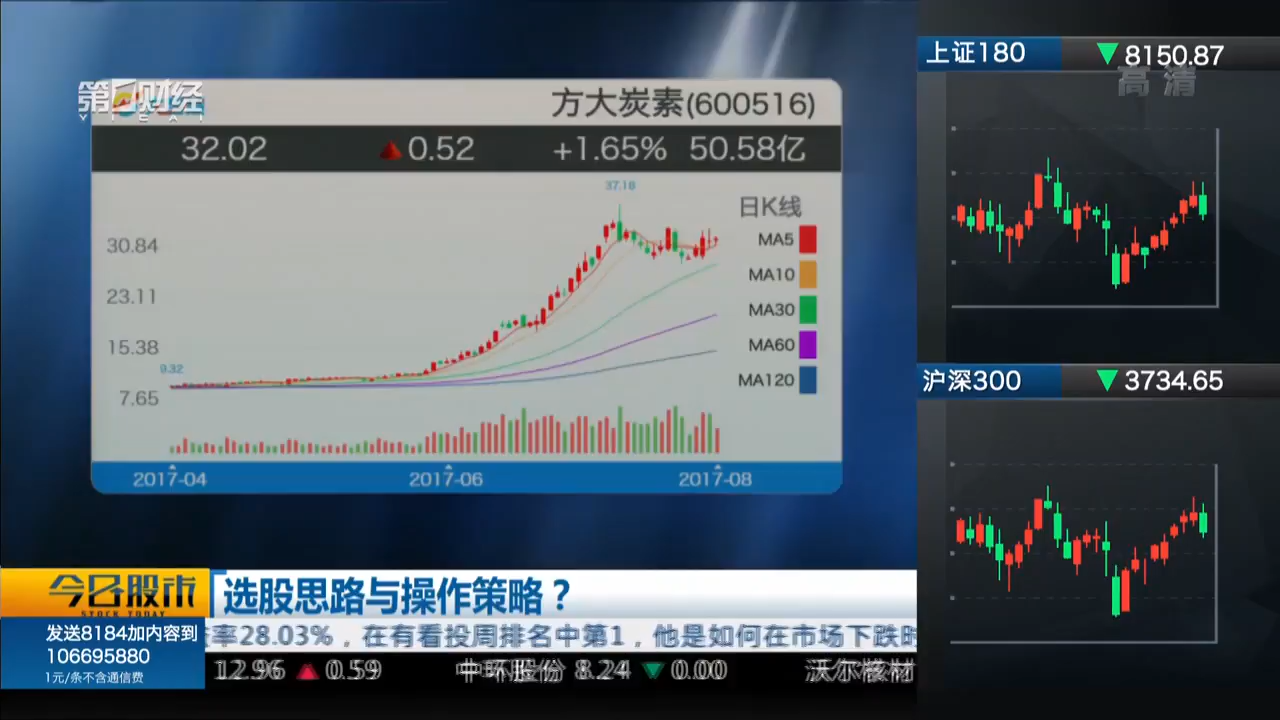 第一财经
YICAI
方大炭素(600516)
32.02 0.52 +1.65% 50.58亿
37.18
日K线
MA5
30.84
MA10
23.11
MA30
15.38
MA60
9.32
MA120
7.65
2017-04 2017-06 2017-08
上证180 8150.87
高清
沪深300 3734.65
今日股市
STOCK TODAY
选股思路与操作策略？
发送8184加内容到
106695880
1元/条不含通信费
率28.03%，在有看投周排名中第1，他是如何在市场下跌时
12.96 0.59 中环股份 8.24 0.00 沃尔核材